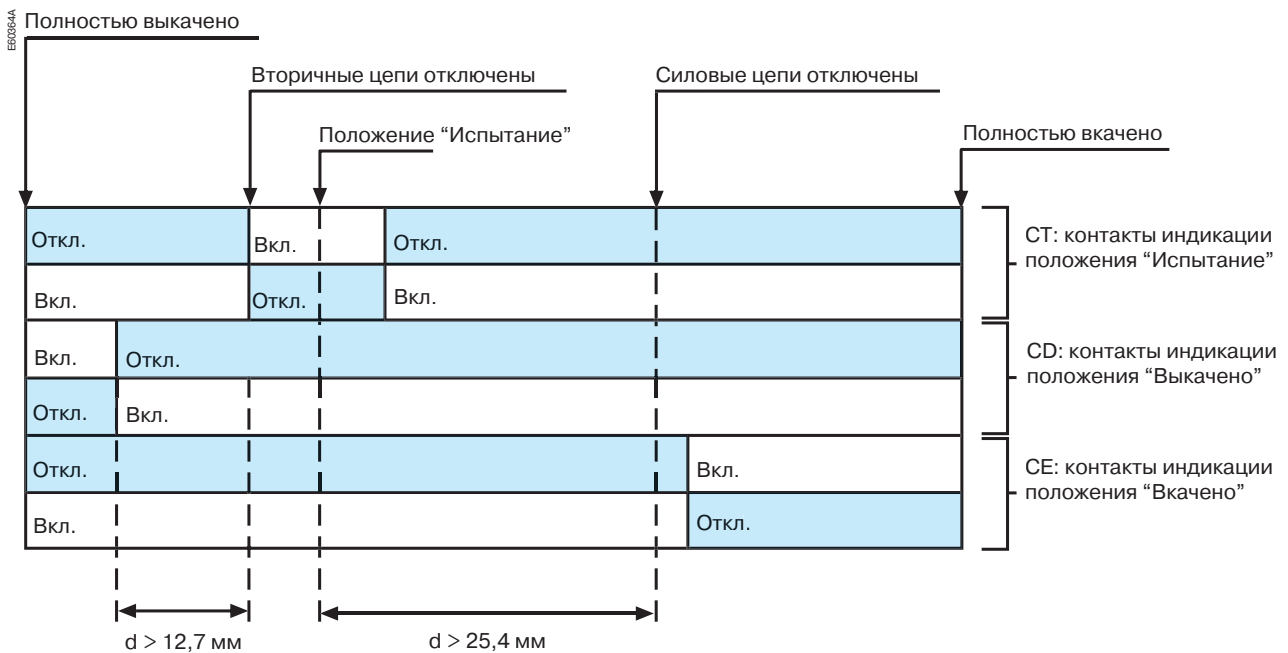 E60364A
Полностью выкачено
Вторичные цепи отключены
Силовые цепи отключены
Положение “Испытание”
Полностью вкачено
Откл.
Вкл.
Откл.
CT: контакты индикации
положения “Испытание”
Вкл.
Откл.
Вкл.
Вкл.
Откл.
CD: контакты индикации
положения “Выкачено”
Откл.
Вкл.
Откл.
Вкл.
CE: контакты индикации
положения “Вкачено”
Вкл.
Откл.
d > 12,7 мм
d > 25,4 мм